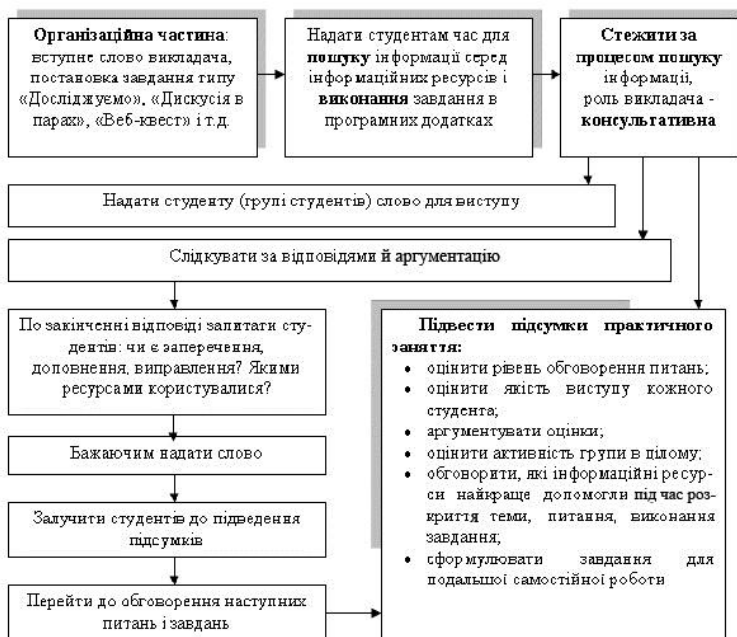 Організаційна частина:
вступне слово викладача,
постановка завдання типу
«Досліджуємо», «Дискусія в
парах», «Веб-квест» і т.д.
Надати студентам час для
пошуку інформації серед
інформаційних ресурсів і
виконання завдання в
програмних додатках
Стежити за
процесом пошуку
інформації,
роль викладача -
консультативна
Надати студенту (групі студентів) слово для виступу
Слідкувати за відповідями й аргументацію
По закінченні відповіді запитати сту-
дентів: чи є заперечення,
доповнення, виправлення? Якими
ресурсами користувалися?
Бажаючим надати слово
Залучити студентів до підведення
підсумків
Перейти до обговорення наступних
питань і завдань
Підвести підсумки практичного
заняття:
• оцінити рівень обговорення питань;
• оцінити якість виступу кожного
студента;
• аргументувати оцінки;
• оцінити активність групи в цілому;
• обговорити, які інформаційні ресур-
си найкраще допомогли під час роз-
криття теми, питання, виконання
завдання;
• сформулювати завдання для
подальшої самостійної роботи